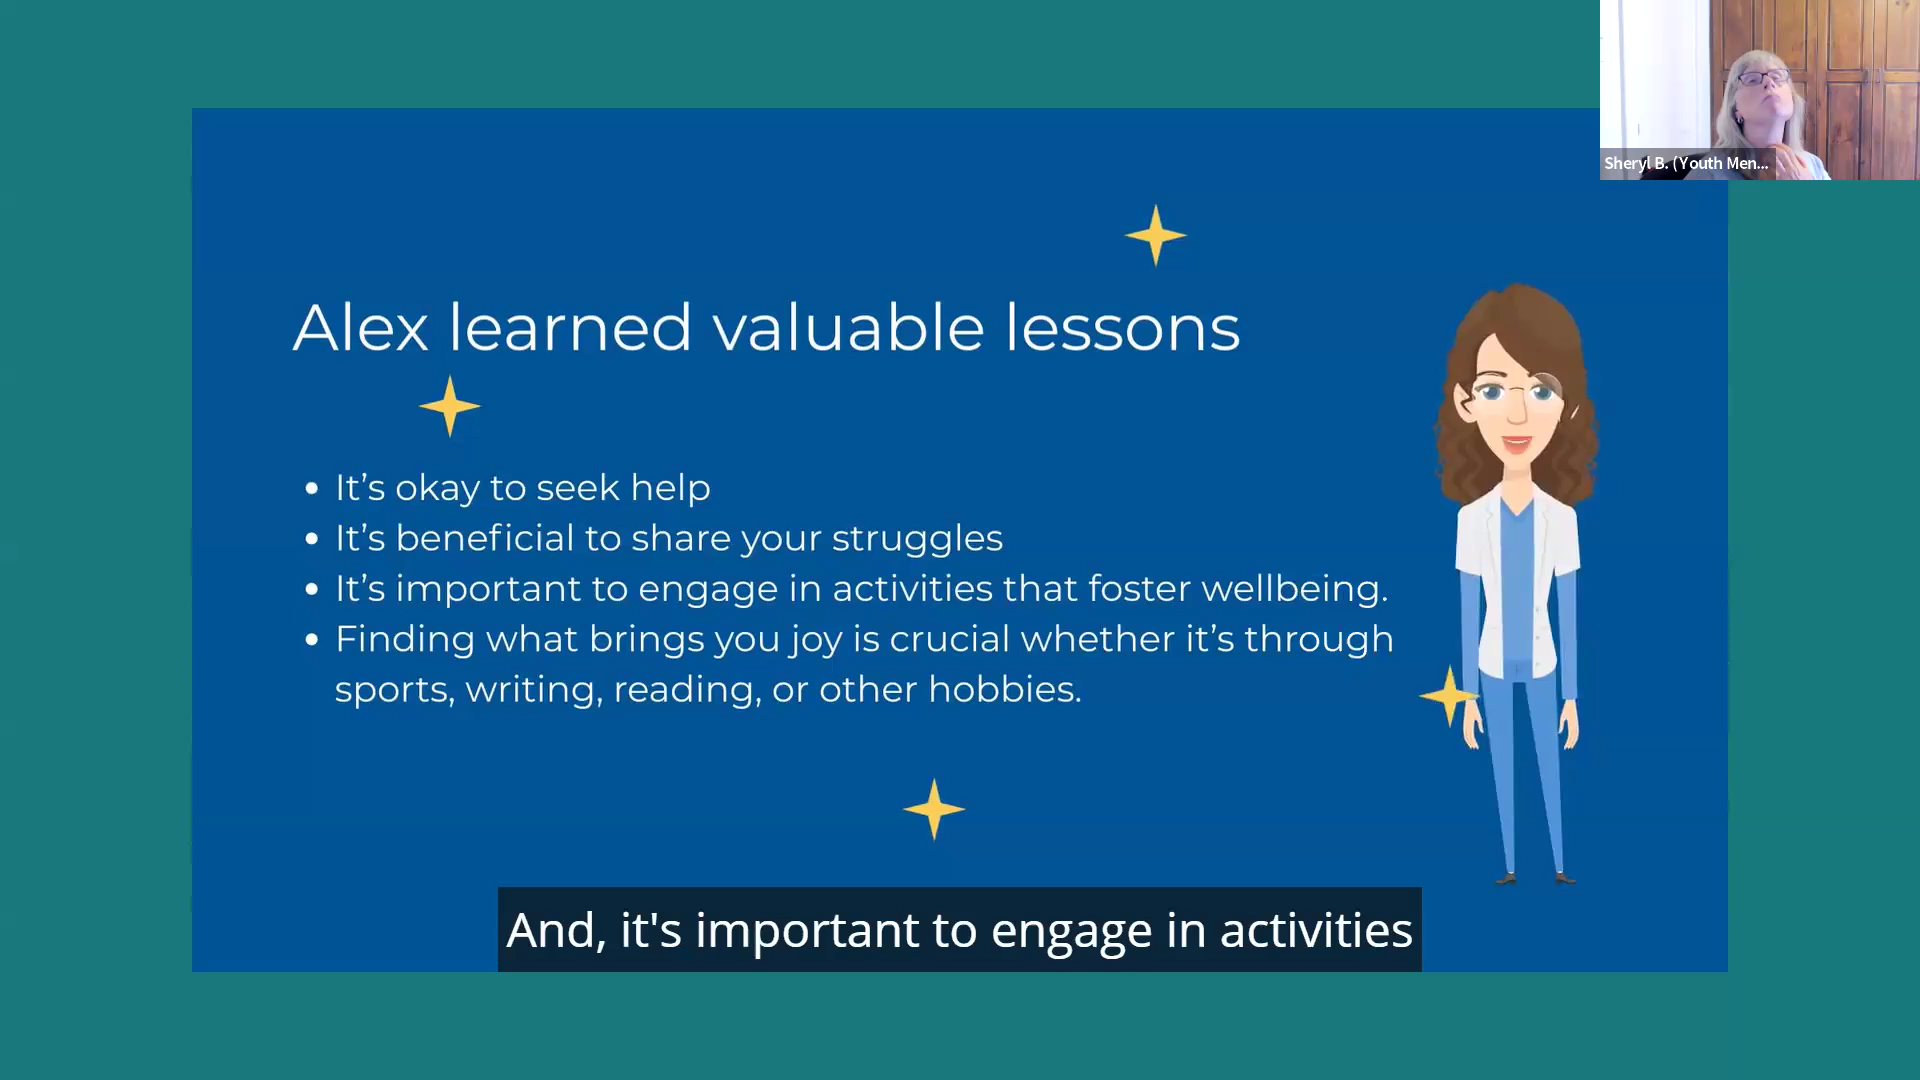 Sheryl B. (Youth Men...
Alex learned valuable lessons
• It’s okay to seek help
• It’s beneficial to share your struggles
• It’s important to engage in activities that foster wellbeing.
• Finding what brings you joy is crucial whether it’s through
sports, writing, reading, or other hobbies.
And, it's important to engage in activities